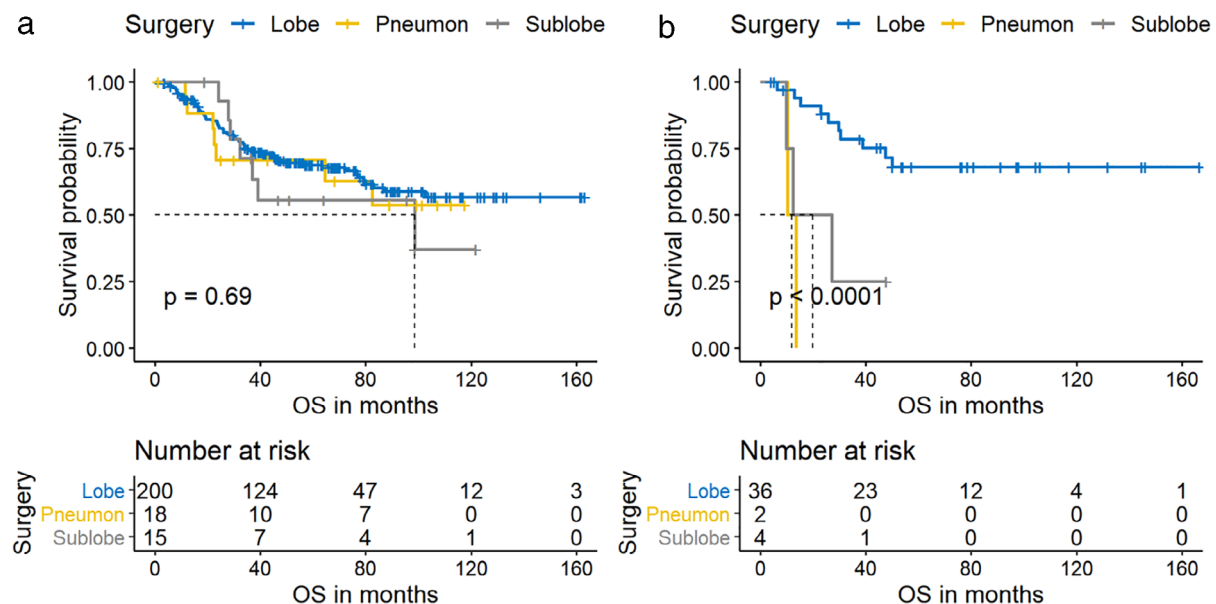 a
Surgery Lobe Pneumon Sublobe
Survival probability
1.00
0.75
0.50
0.25
0.00
p = 0.69
0 40 80 120 160
OS in months
Number at risk
Surgery
Lobe 200 124 47 12 3
Pneumon 18 10 7 0 0
Sublobe 15 7 4 1 0
0 40 80 120 160
OS in months
b
Surgery Lobe Pneumon Sublobe
Survival probability
1.00
0.75
0.50
0.25
0.00
p < 0.0001
0 40 80 120 160
OS in months
Number at risk
Surgery
Lobe 36 23 12 4 1
Pneumon 2 0 0 0 0
Sublobe 4 1 0 0 0
0 40 80 120 160
OS in months